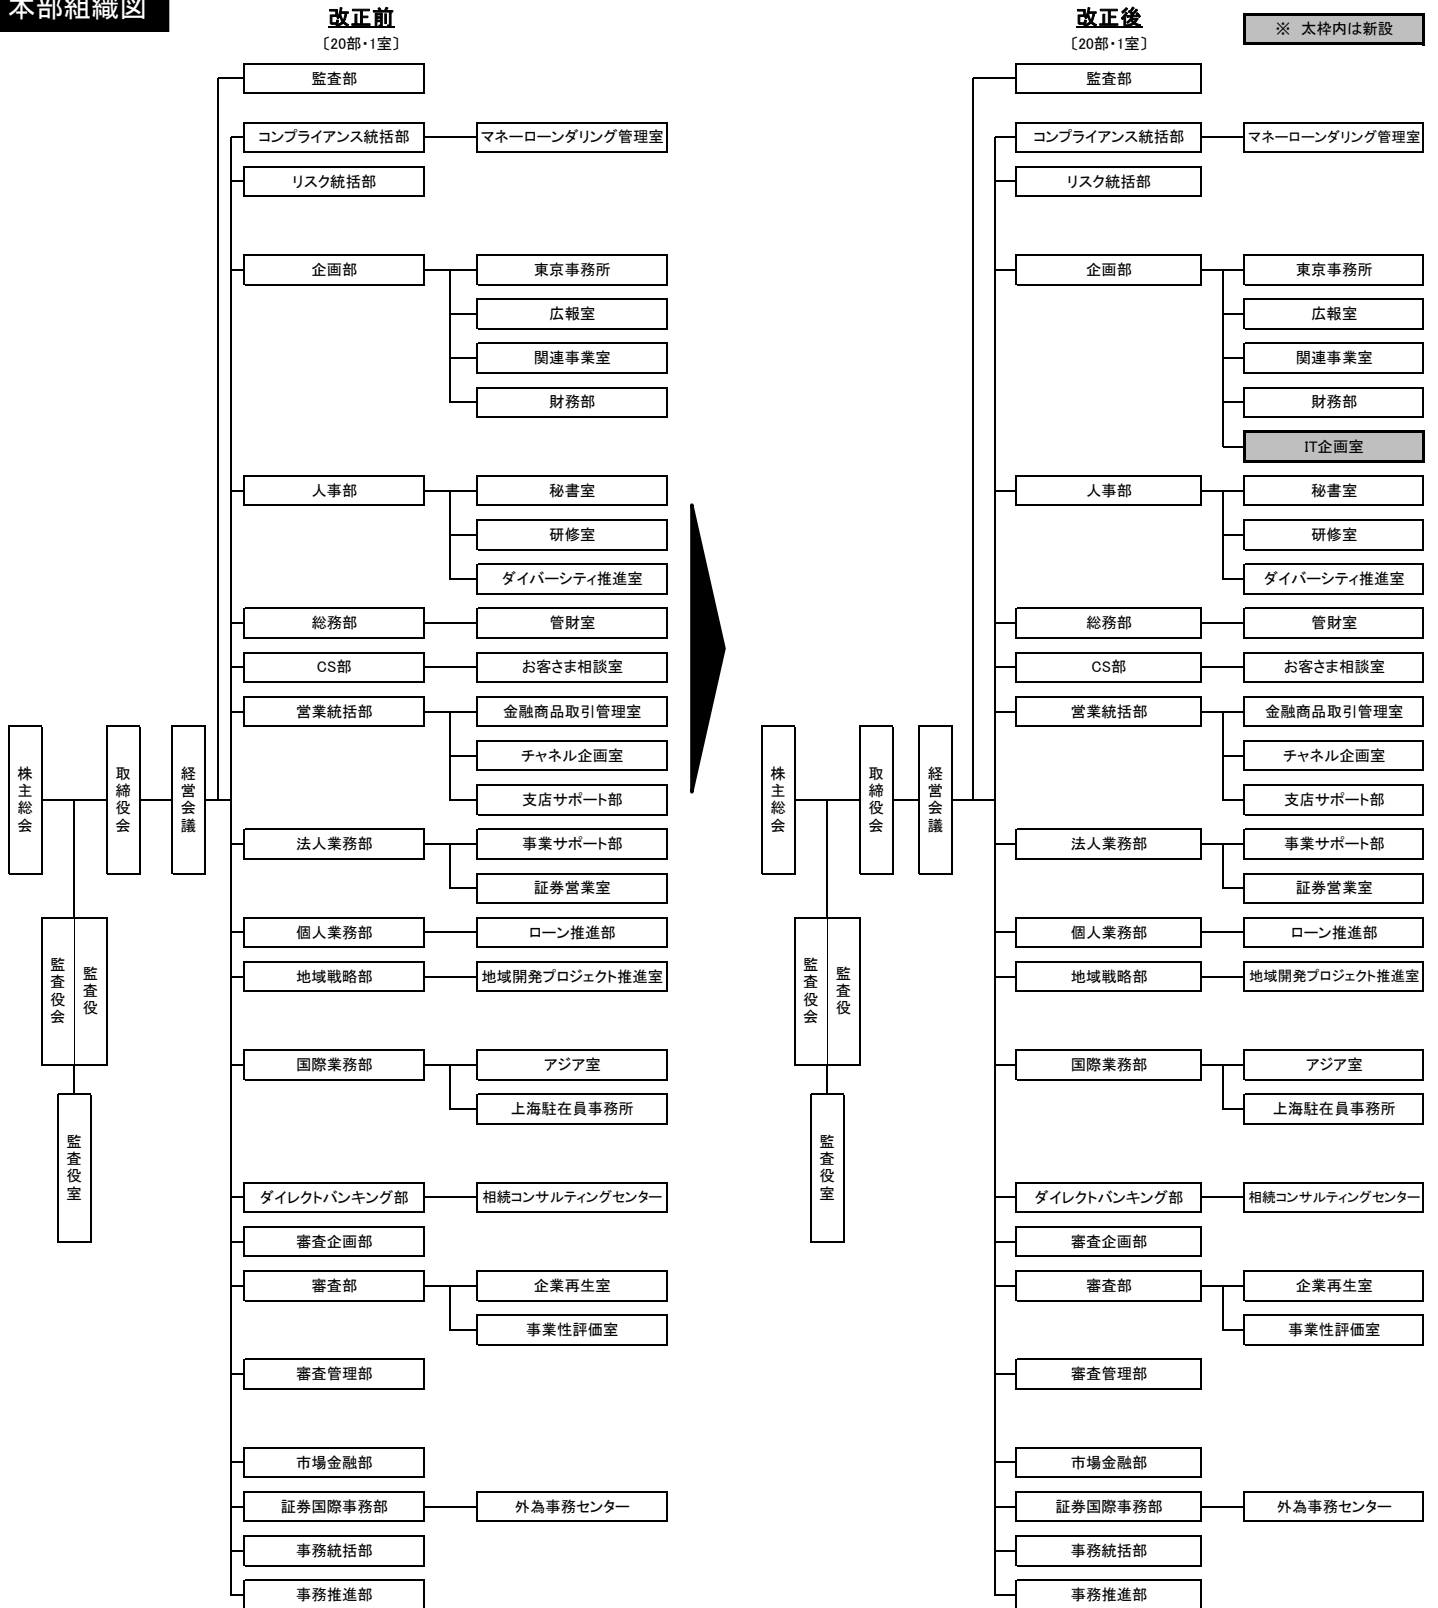 本部組織図
改正前
〔20部・1室〕
監査部
コンプライアンス統括部
マネーローンダリング管理室
リスク統括部
企画部
東京事務所
広報室
関連事業室
財務部
人事部
秘書室
研修室
ダイバーシティ推進室
総務部
管財室
CS部
お客さま相談室
営業統括部
金融商品取引管理室
チャネル企画室
支店サポート部
株主総会
取締役会
経営会議
法人業務部
事業サポート部
証券営業室
個人業務部
ローン推進部
監査役会
監査役
地域戦略部
地域開発プロジェクト推進室
国際業務部
アジア室
上海駐在員事務所
監査役室
ダイレクトバンキング部
相続コンサルティングセンター
審査企画部
審査部
企業再生室
事業性評価室
審査管理部
市場金融部
証券国際事務部
外為事務センター
事務統括部
事務推進部
改正後
〔20部・1室〕
※ 太枠内は新設
監査部
コンプライアンス統括部
マネーローンダリング管理室
リスク統括部
企画部
東京事務所
広報室
関連事業室
財務部
IT企画室
人事部
秘書室
研修室
ダイバーシティ推進室
総務部
管財室
CS部
お客さま相談室
営業統括部
金融商品取引管理室
チャネル企画室
支店サポート部
株主総会
取締役会
経営会議
法人業務部
事業サポート部
証券営業室
個人業務部
ローン推進部
監査役会
監査役
地域戦略部
地域開発プロジェクト推進室
国際業務部
アジア室
上海駐在員事務所
監査役室
ダイレクトバンキング部
相続コンサルティングセンター
審査企画部
審査部
企業再生室
事業性評価室
審査管理部
市場金融部
証券国際事務部
外為事務センター
事務統括部
事務推進部